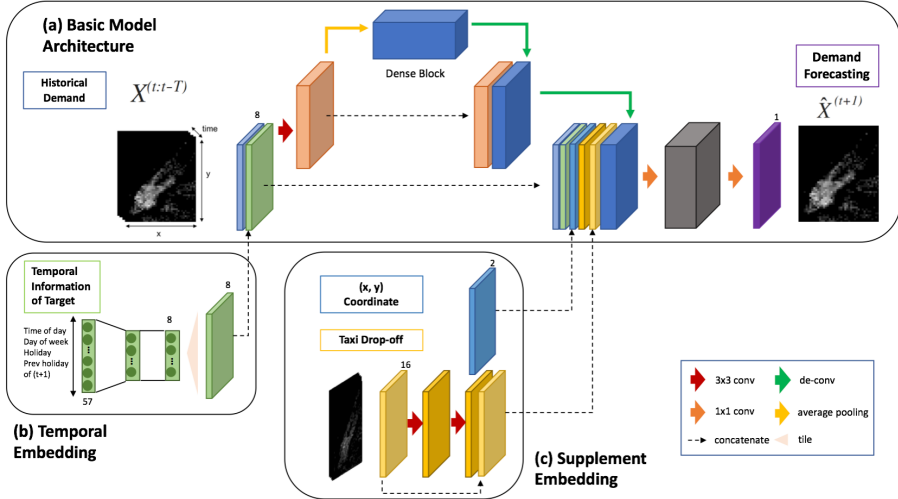 (a) Basic Model
Architecture
Dense Block
Demand
Forecasting
Historical
Demand
X^(t:t-T)
X̂^(t+1)
8
1
time
y
x
Temporal
Information
of Target
8
8
Time of day
Day of week
Holiday
Prev holiday
of (t+1)
57
(b) Temporal
Embedding
(x, y)
Coordinate
2
Taxi Drop-off
16
(c) Supplement
Embedding
3x3 conv
de-conv
1x1 conv
average pooling
concatenate
tile